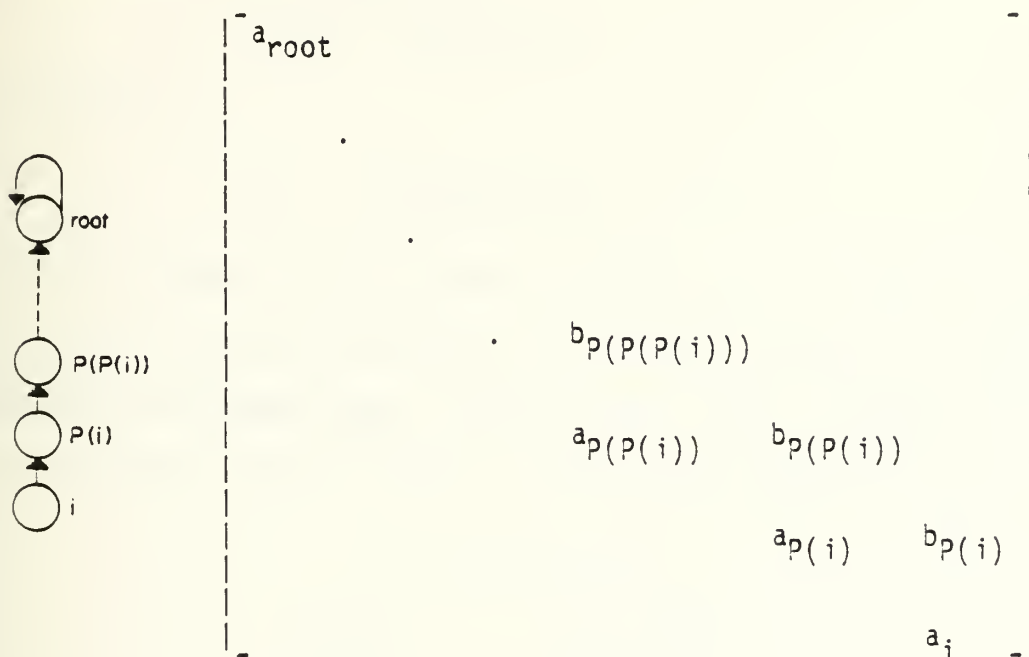 a_root
root
P(P(i))
P(i)
i
b_P(P(P(i)))
a_P(P(i)) b_P(P(i))
a_P(i) b_P(i)
a_i